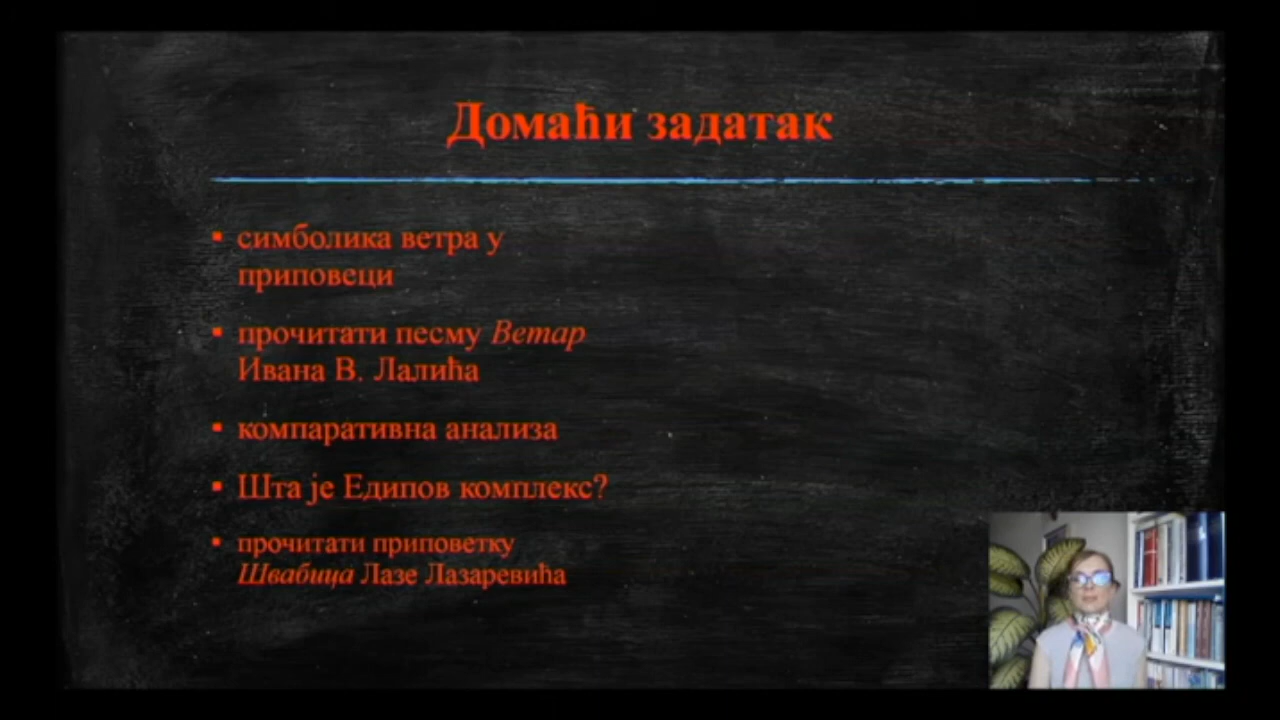 Домаћи задатак
▪ симболика ветра у
приповеци
▪ прочитати песму Ветар
Ивана В. Лалића
▪ компаративна анализа
▪ Шта је Едипов комплекс?
▪ прочитати приповетку
Швабица Лазе Лазаревића